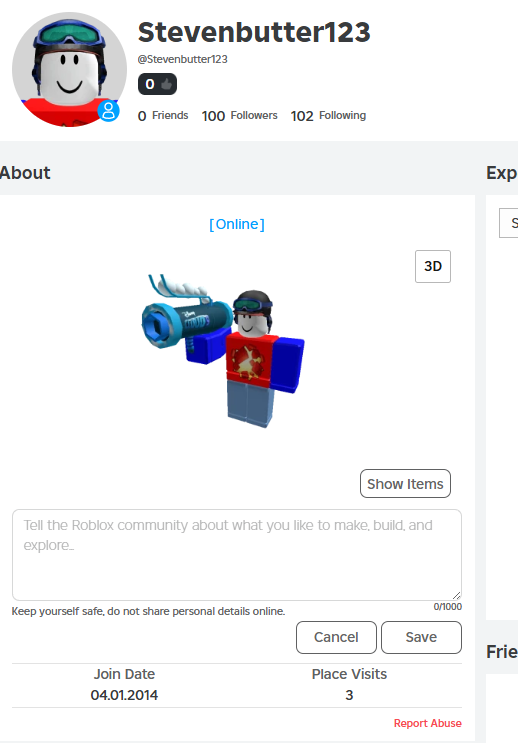 Stevenbutter123
@Stevenbutter123
0
0 Friends 100 Followers 102 Following
About
Exp
[Online]
S
3D
Show Items
Tell the Roblox community about what you like to make, build, and
explore...
Keep yourself safe, do not share personal details online.
0/1000
Cancel Save
Frie
Join Date Place Visits
04.01.2014 3
Report Abuse